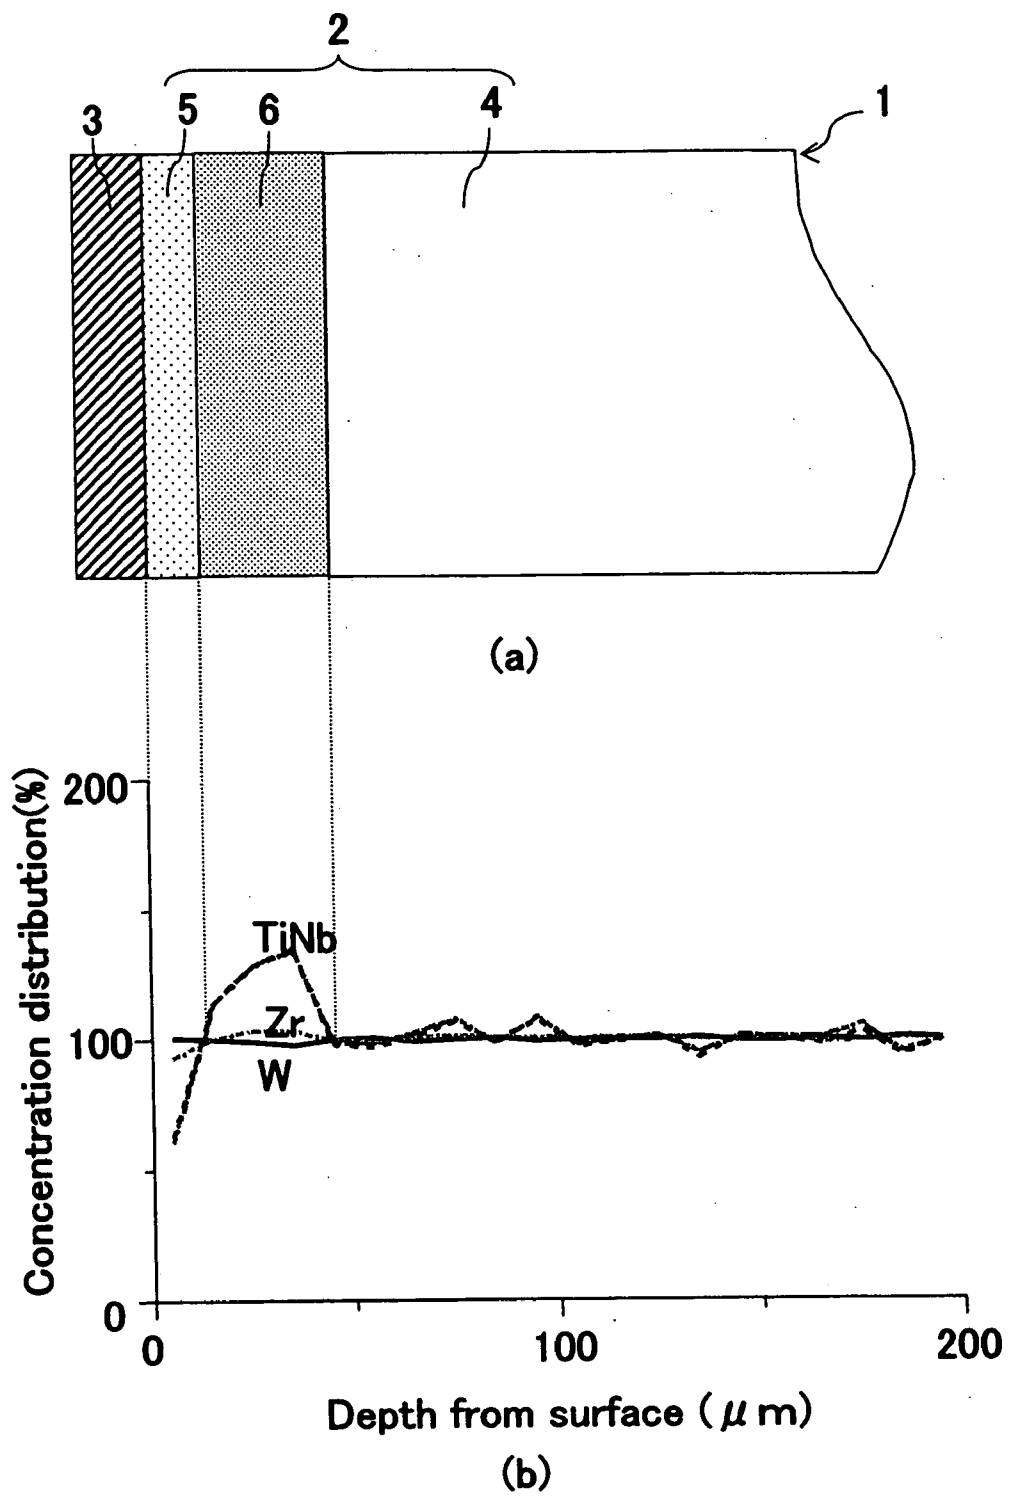 2
3 5 6 4 1
(a)
Concentration distribution(%)
200
TiNb
Zr
100
W
0
0 100 200
Depth from surface (μm)
(b)